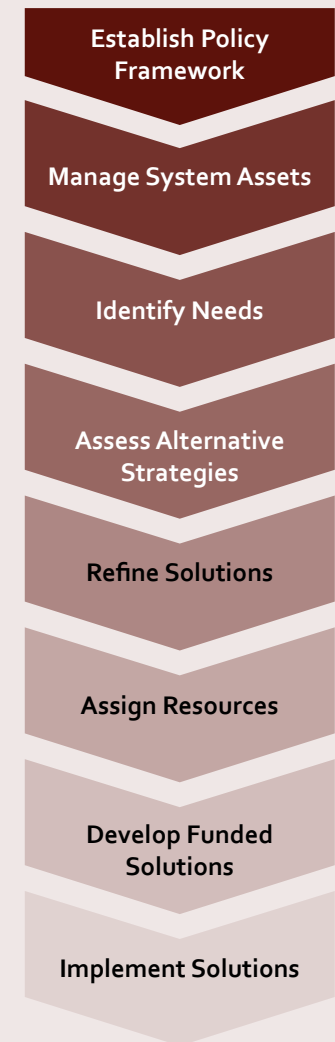 Establish Policy
Framework
Manage System Assets
Identify Needs
Assess Alternative
Strategies
Refine Solutions
Assign Resources
Develop Funded
Solutions
Implement Solutions